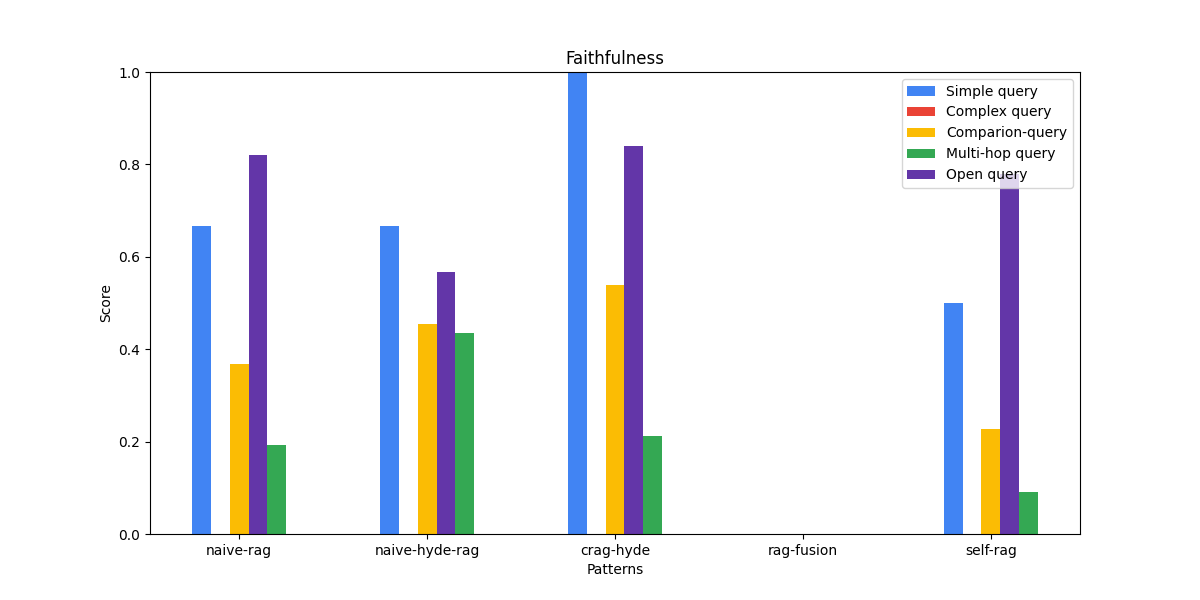 Faithfulness
1.0
0.8
0.6
0.4
0.2
0.0
Score
Simple query
Complex query
Comparion-query
Multi-hop query
Open query
naive-rag
naive-hyde-rag
crag-hyde
rag-fusion
self-rag
Patterns